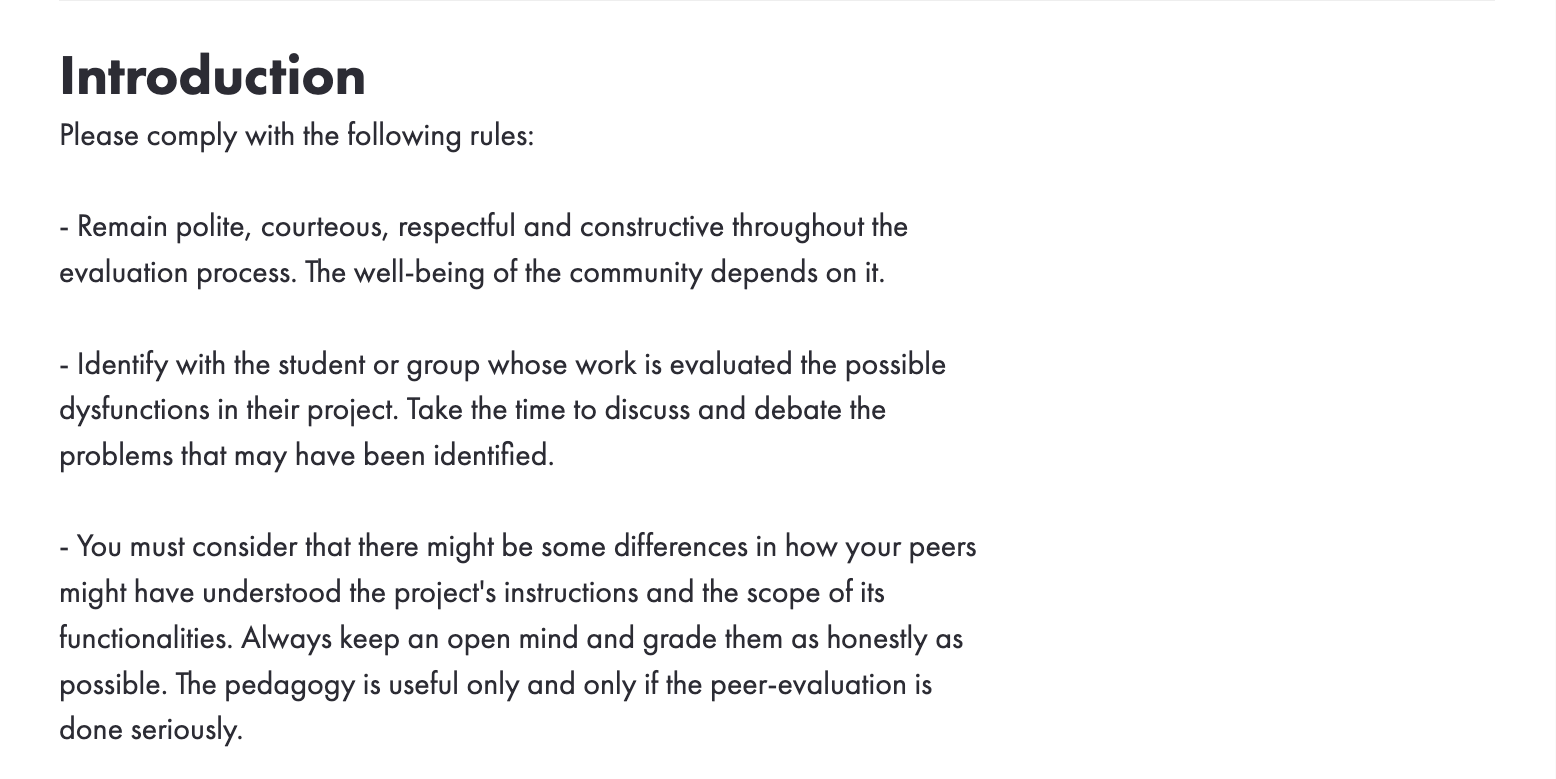 Introduction
Please comply with the following rules:
- Remain polite, courteous, respectful and constructive throughout the
evaluation process. The well-being of the community depends on it.
- Identify with the student or group whose work is evaluated the possible
dysfunctions in their project. Take the time to discuss and debate the
problems that may have been identified.
- You must consider that there might be some differences in how your peers
might have understood the project's instructions and the scope of its
functionalities. Always keep an open mind and grade them as honestly as
possible. The pedagogy is useful only and only if the peer-evaluation is
done seriously.